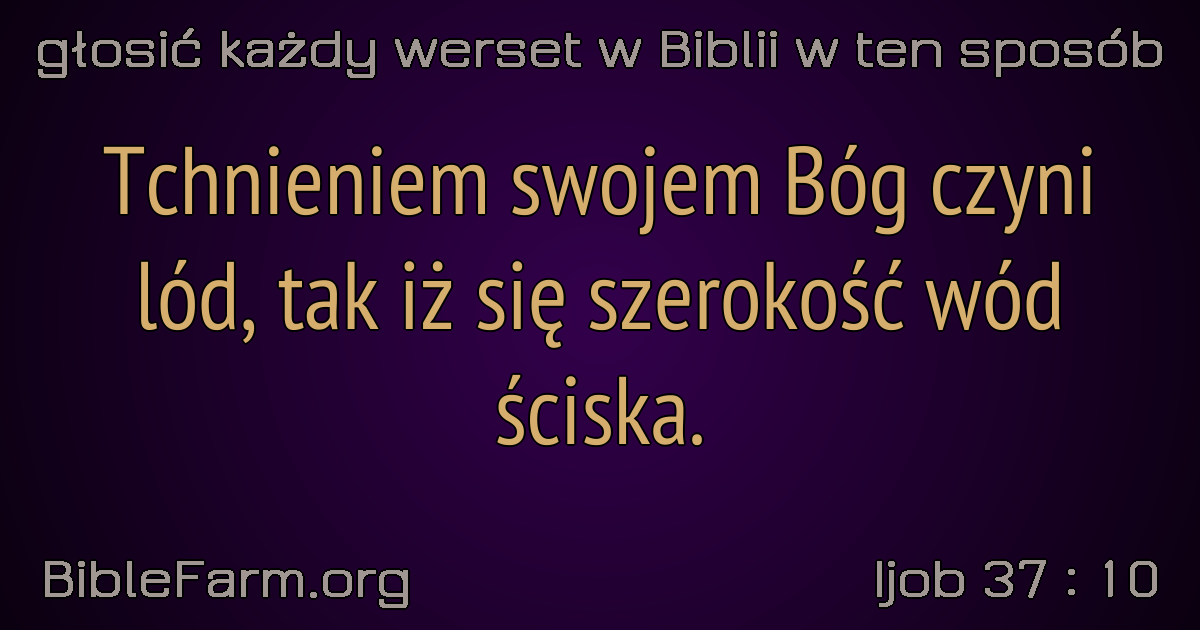 głosić każdy werset w Biblii w ten sposób
Tchnieniem swojem Bóg czyni
lód, tak iż się szerokość wód
ściska.
BibleFarm.org
Ijob 37 : 10